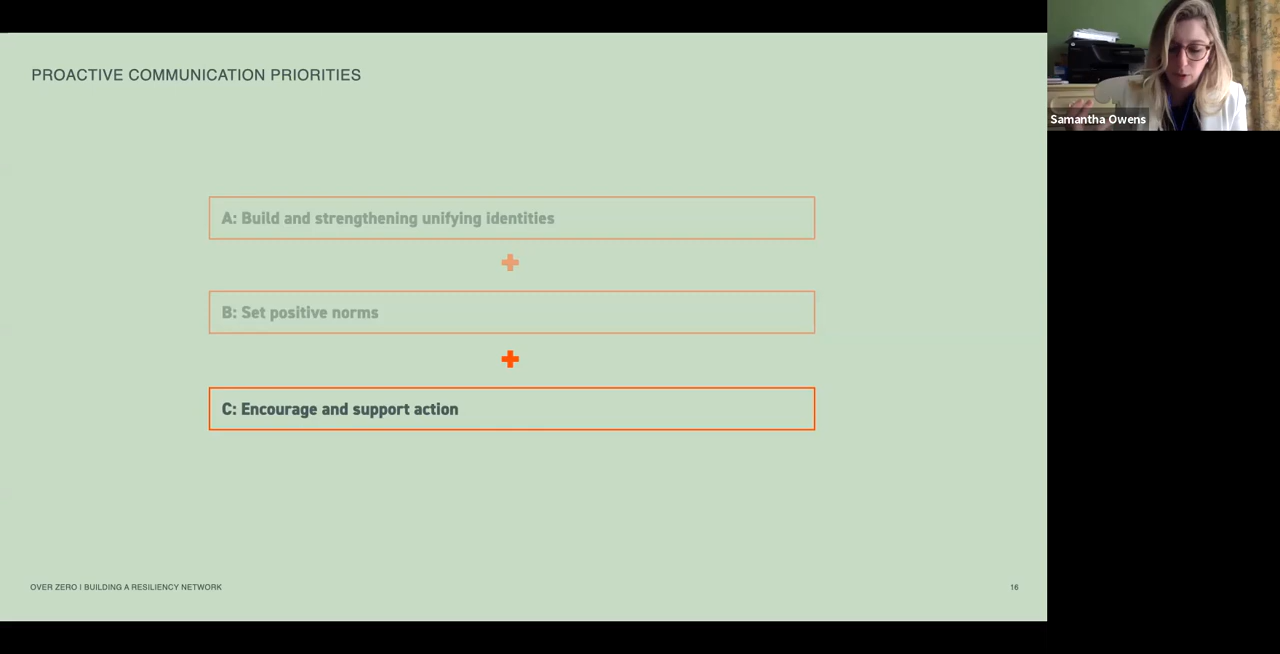 PROACTIVE COMMUNICATION PRIORITIES
Samantha Owens
A: Build and strengthening unifying identities
B: Set positive norms
C: Encourage and support action
OVER ZERO I BUILDING A RESILIENCY NETWORK
16